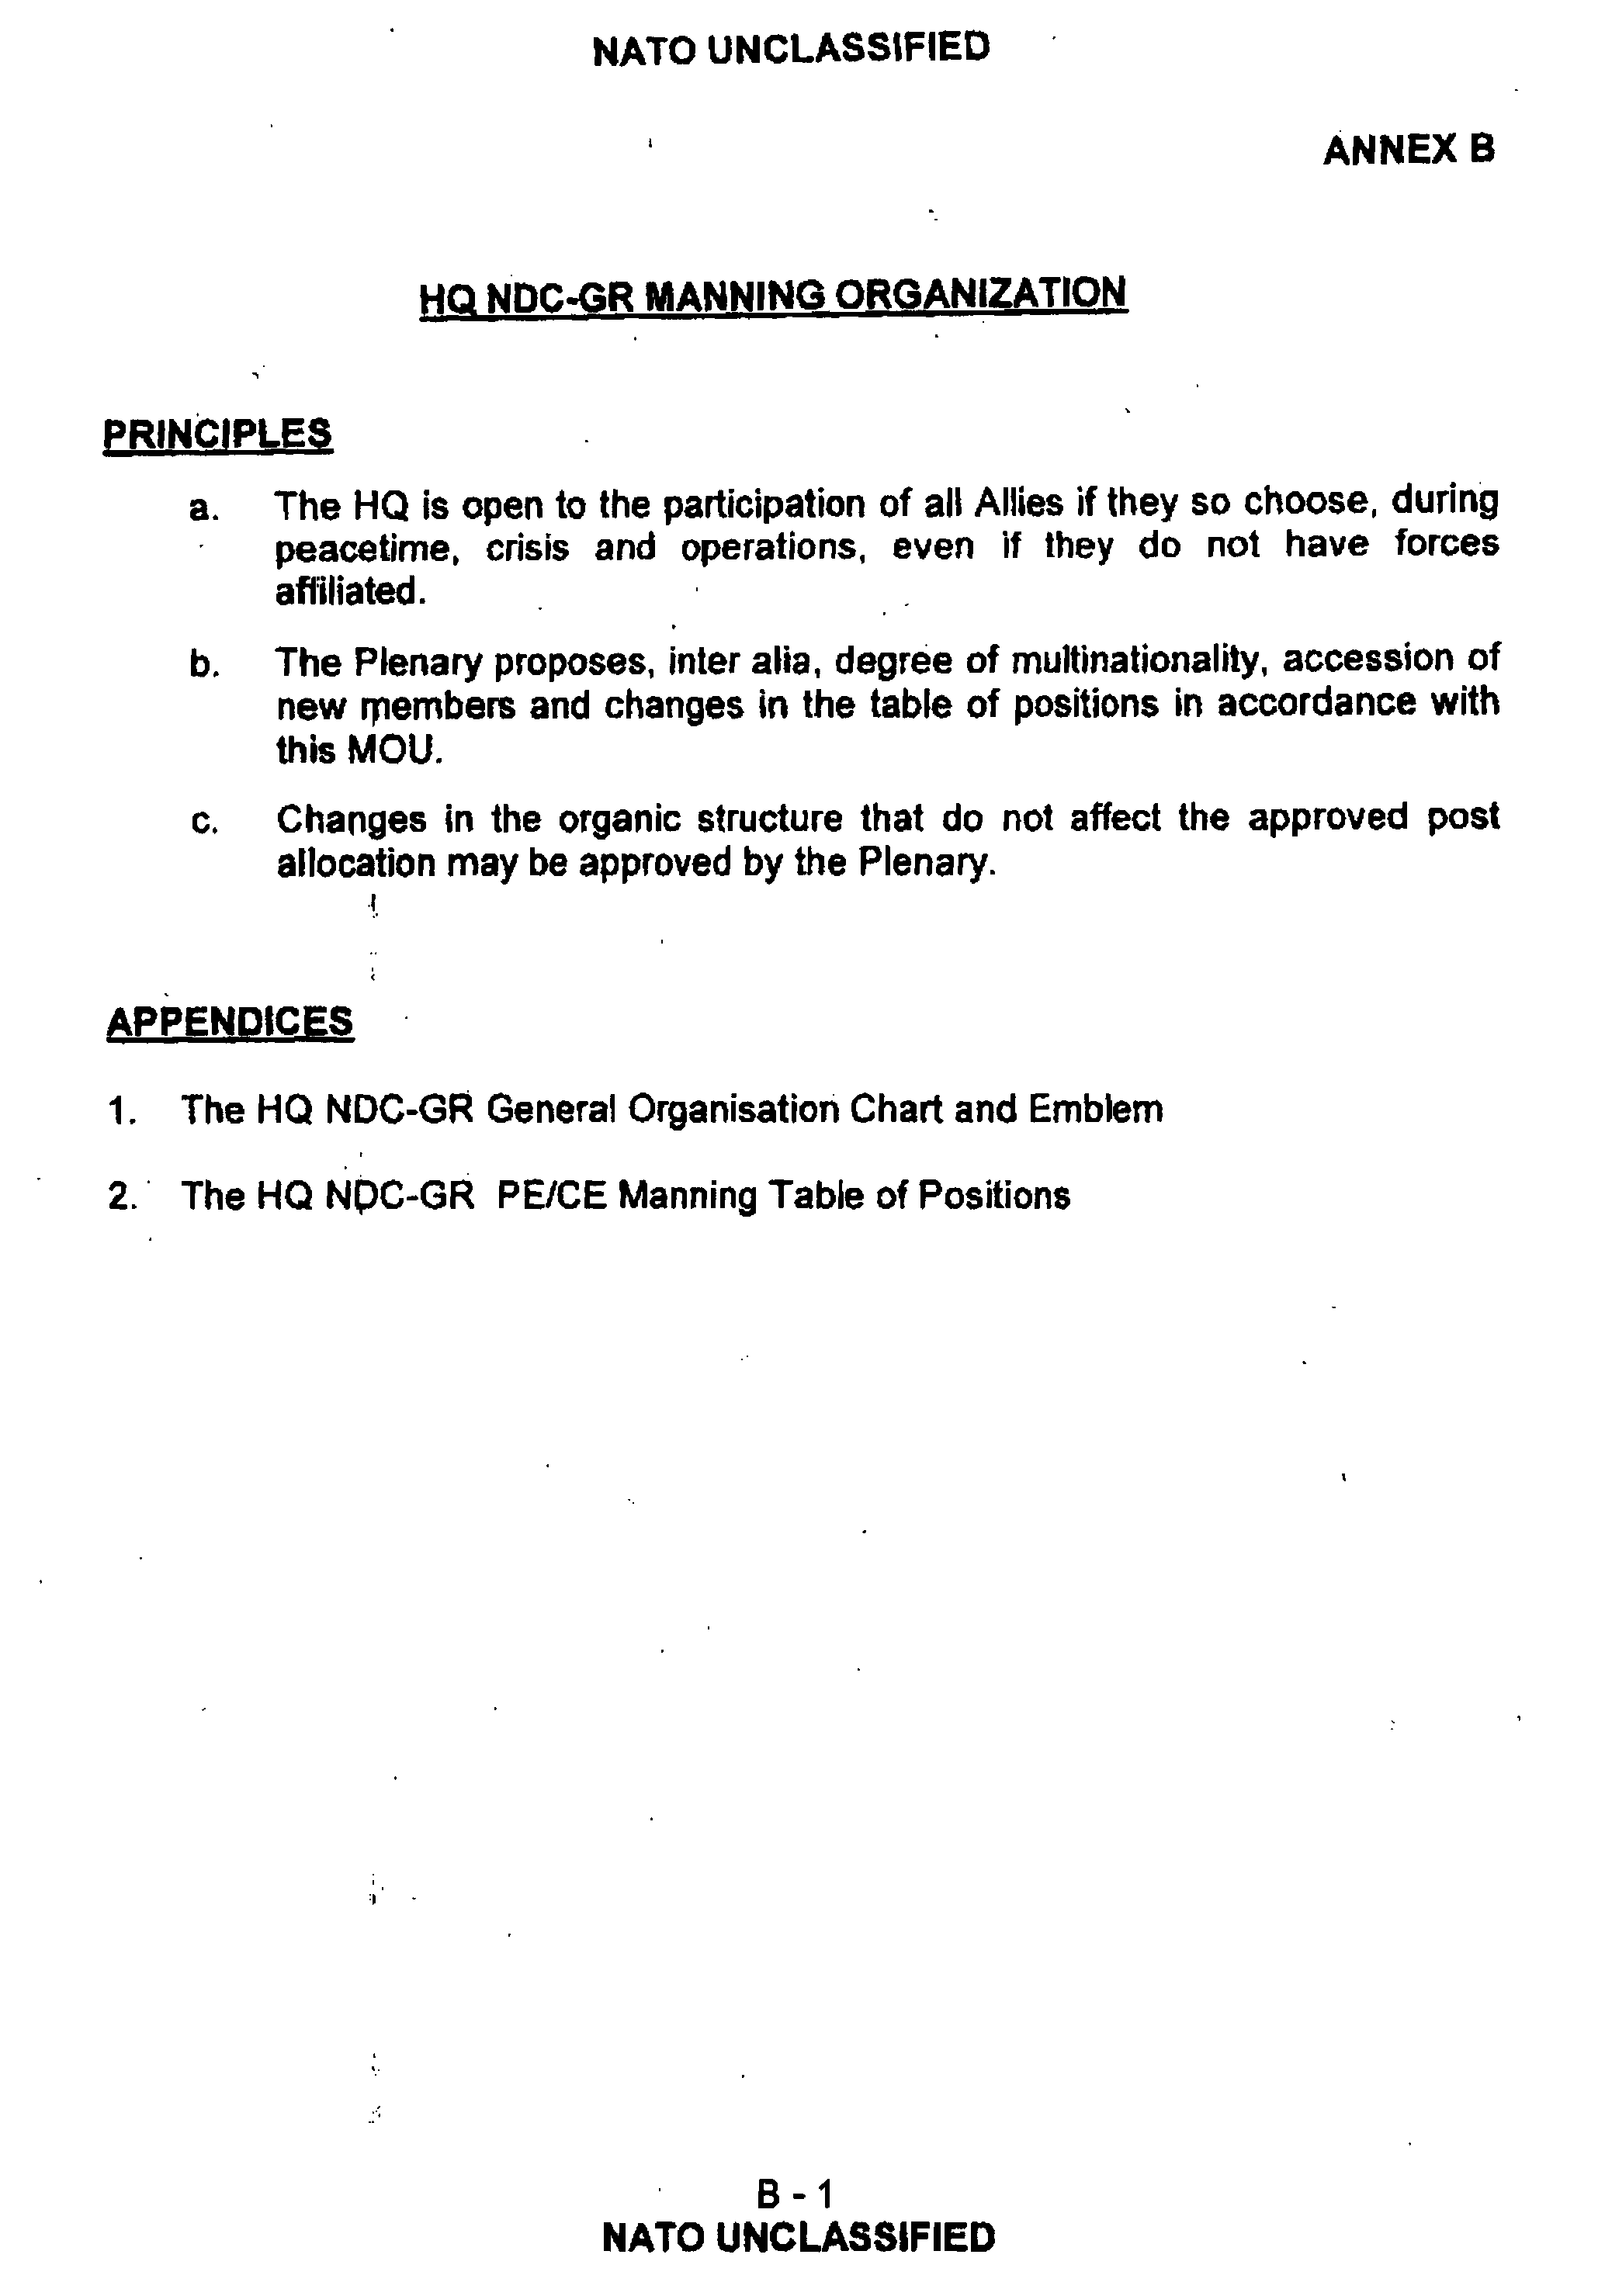 NATO UNCLASSIFIED
ANNEX B
HQ NDC-GR MANNING ORGANIZATION
PRINCIPLES
a. The HQ is open to the participation of all Allies if they so choose, during
peacetime, crisis and operations, even if they do not have forces
affiliated.
b. The Plenary proposes, inter alia, degree of multinationality, accession of
new members and changes in the table of positions in accordance with
this MOU.
c. Changes in the organic structure that do not affect the approved post
allocation may be approved by the Plenary.
APPENDICES
1. The HQ NDC-GR General Organisation Chart and Emblem
2. The HQ NDC-GR PE/CE Manning Table of Positions
B - 1
NATO UNCLASSIFIED